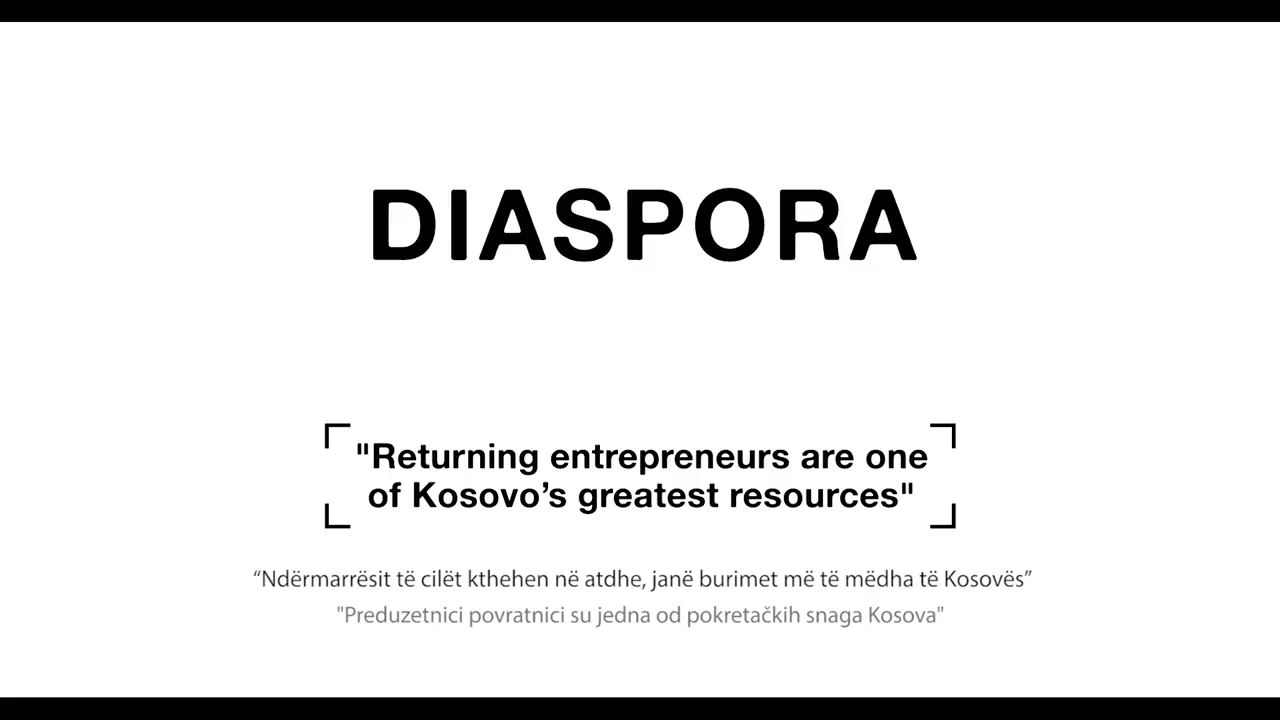 DIASPORA
"Returning entrepreneurs are one
of Kosovo’s greatest resources"
“Ndërmarrësit të cilët kthehen në atdhe, janë burimet më të mëdha të Kosovës”
"Preduzetnici povratnici su jedna od pokretačkih snaga Kosova"